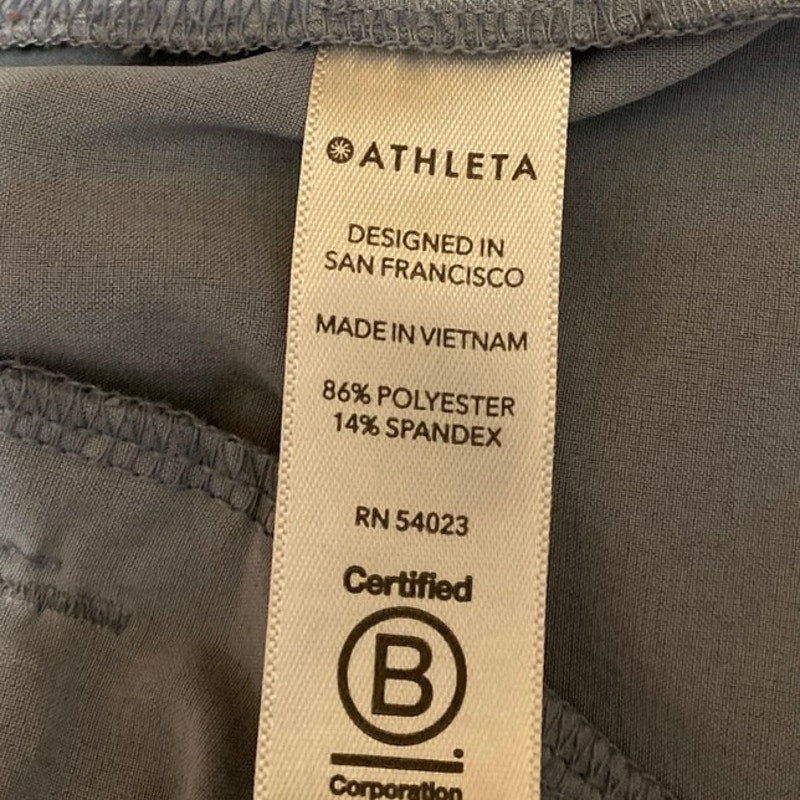 ATHLETA
DESIGNED IN
SAN FRANCISCO
MADE IN VIETNAM
86% POLYESTER
14% SPANDEX
RN 54023
Certified
B
Corporation